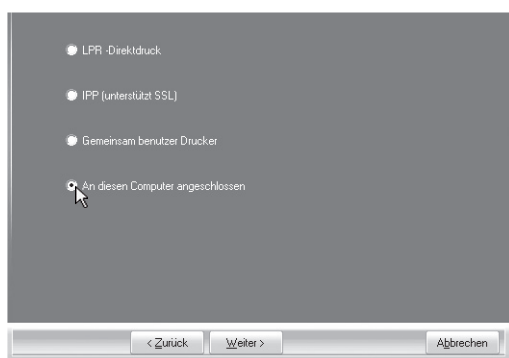 LPR -Direktdruck
IPP (unterstützt SSL)
Gemeinsam benutzer Drucker
An diesen Computer angeschlossen
< Zurück Weiter > Abbrechen